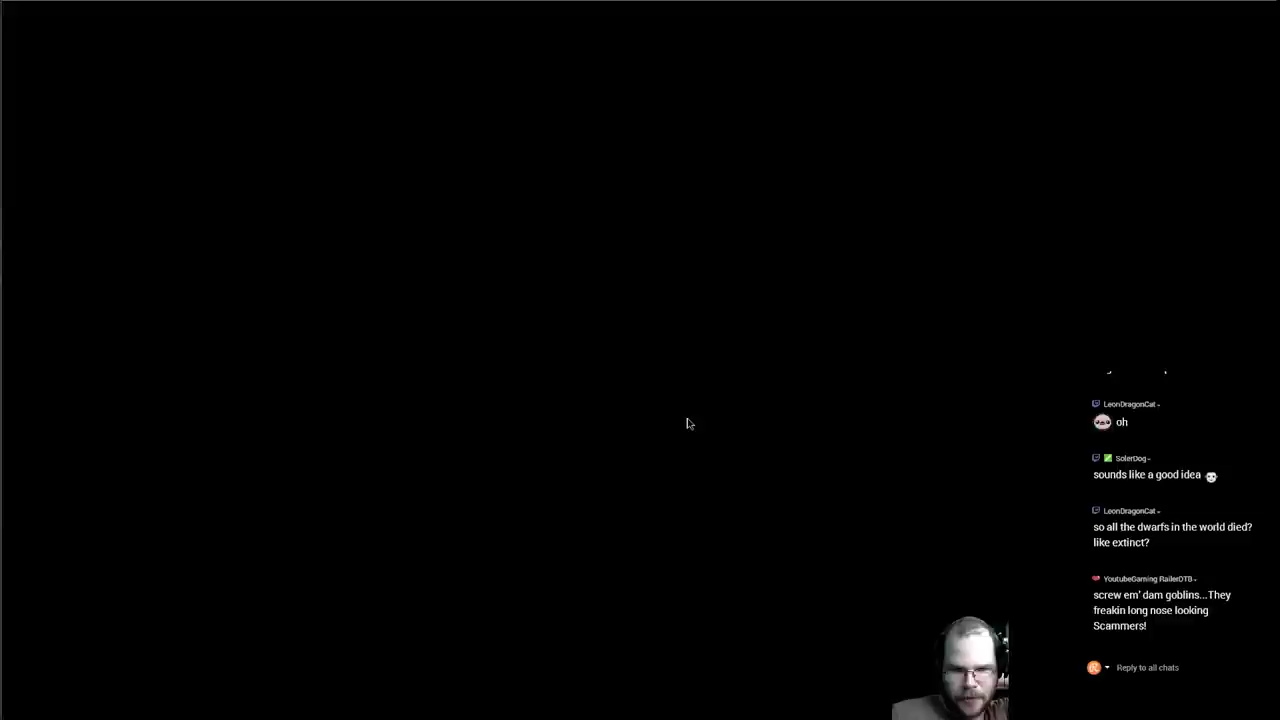 LeonDragonCat
oh
SolerDog
sounds like a good idea
LeonDragonCat
so all the dwarfs in the world died?
like extinct?
YoutubeGaming RailerDTB
screw em' dam goblins...They
freakin long nose looking
Scammers!
Reply to all chats